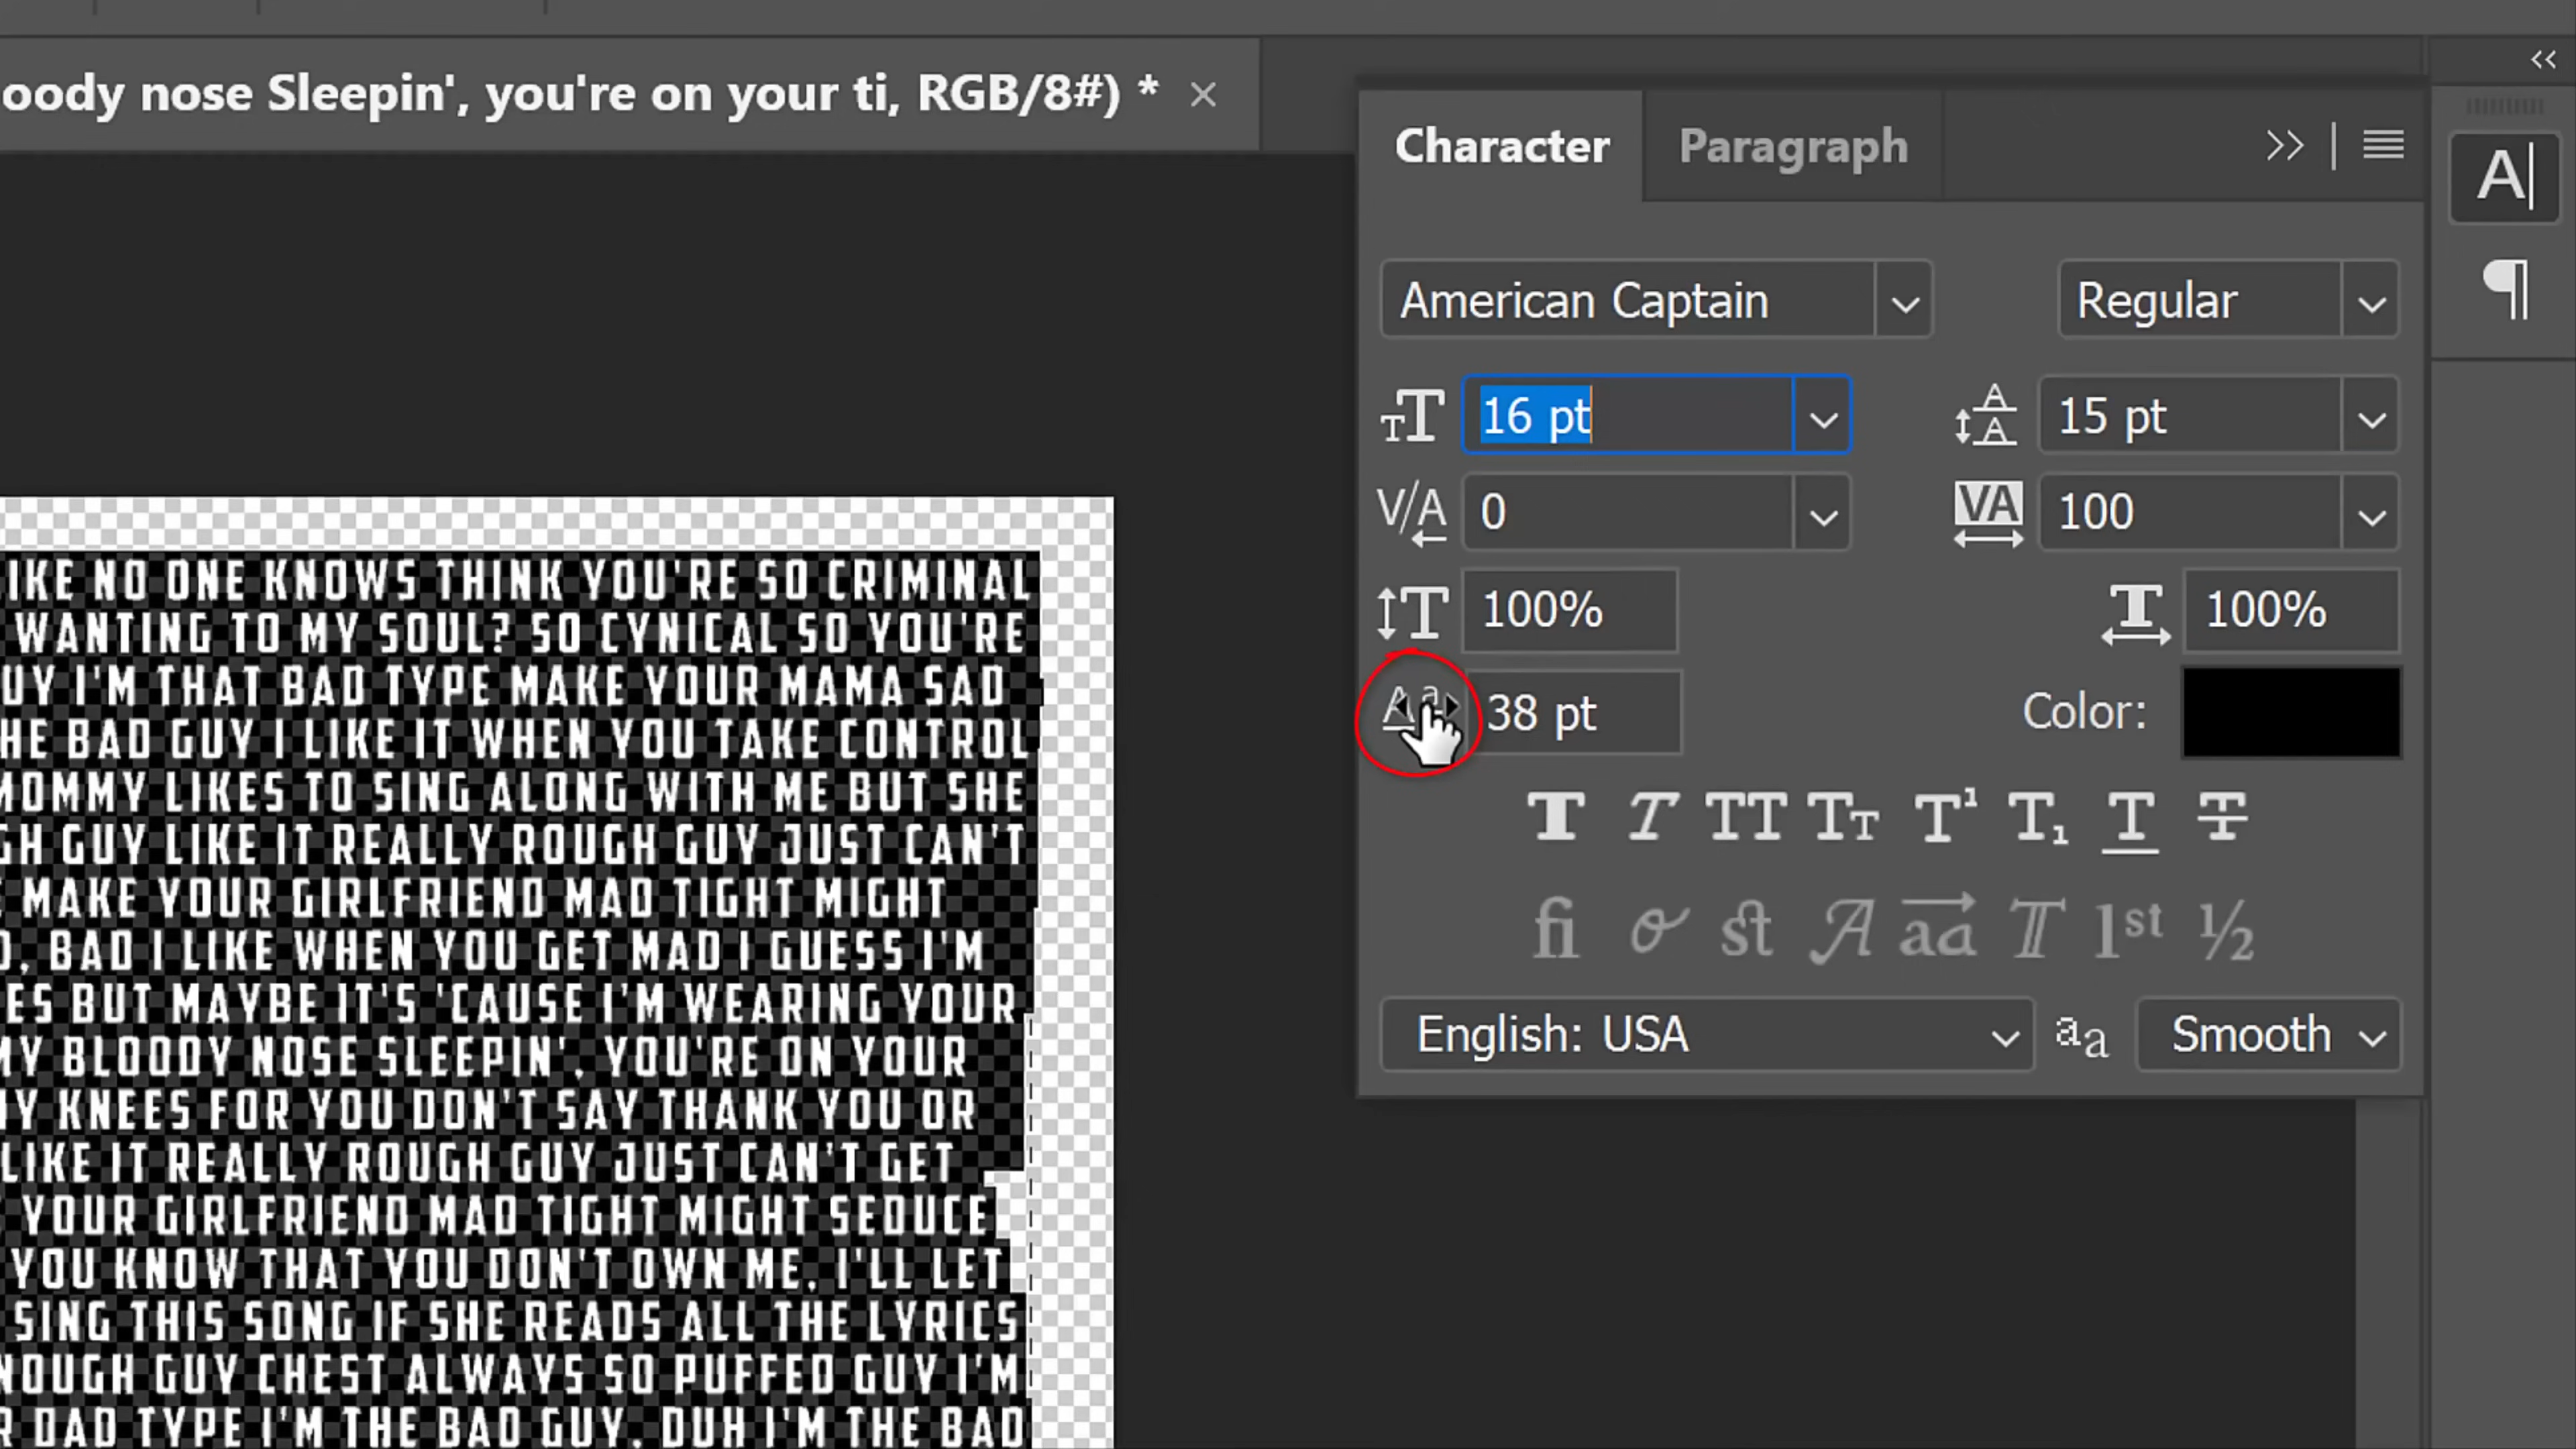 oody nose Sleepin', you're on your ti, RGB/8#) *
Character
Paragraph
American Captain
Regular
16 pt
15 pt
0
100
100%
100%
38 pt
Color:
fi
st
aa
1st
½
English: USA
aa
Smooth
IKE NO ONE KNOWS THINK YOU'RE SO CRIMINAL
WANTING TO MY SOUL? SO CYNICAL SO YOU'RE
UY I'M THAT BAD TYPE MAKE YOUR MAMA SAD
HE BAD GUY I LIKE IT WHEN YOU TAKE CONTROL
MOMMY LIKES TO SING ALONG WITH ME BUT SHE
GH GUY LIKE IT REALLY ROUGH GUY JUST CAN'T
MAKE YOUR GIRLFRIEND MAD TIGHT MIGHT
D, BAD I LIKE WHEN YOU GET MAD I GUESS I'M
ES BUT MAYBE IT'S 'CAUSE I'M WEARING YOUR
MY BLOODY NOSE SLEEPIN', YOU'RE ON YOUR
Y KNEES FOR YOU DON'T SAY THANK YOU OR
LIKE IT REALLY ROUGH GUY JUST CAN'T GET
YOUR GIRLFRIEND MAD TIGHT MIGHT SEDUCE
YOU KNOW THAT YOU DON'T OWN ME, I'LL LET
SING THIS SONG IF SHE READS ALL THE LYRICS
NOUGH GUY CHEST ALWAYS SO PUFFED GUY I'M
R DAD TYPE I'M THE BAD GUY, DUH I'M THE BAD